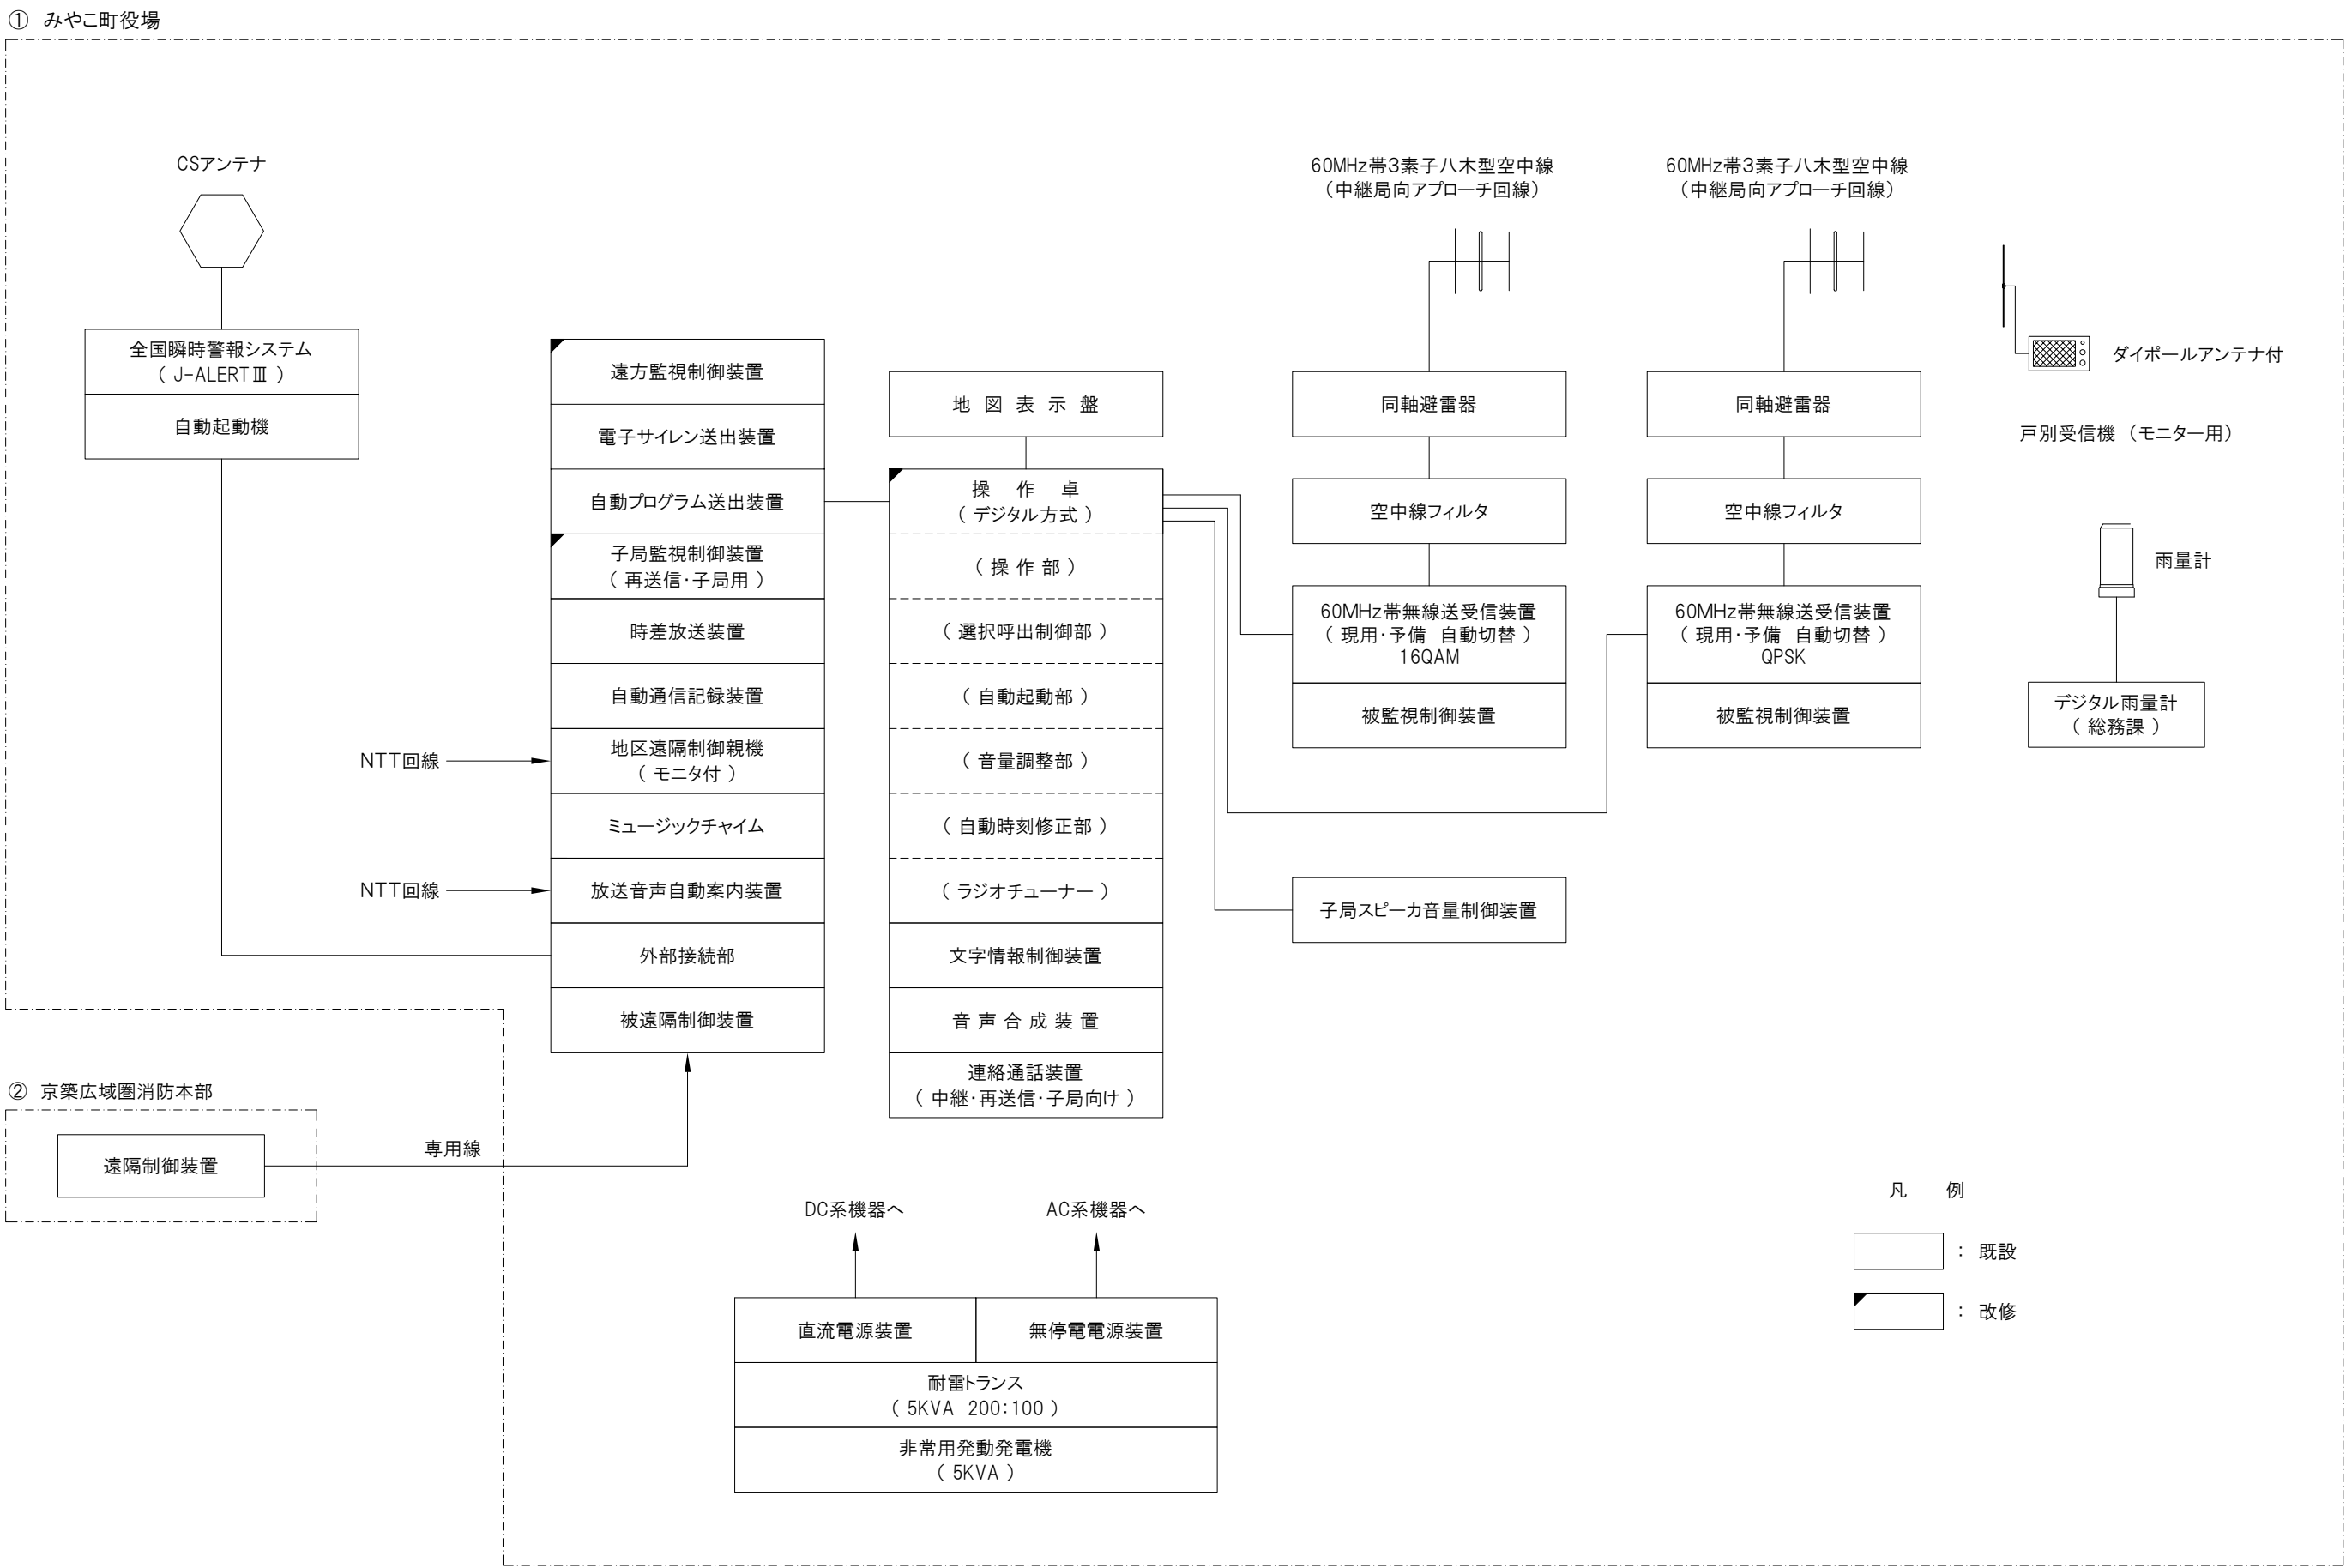 ① みやこ町役場
CSアンテナ
全国瞬時警報システム
（ J-ALERTⅢ ）
自動起動機
遠方監視制御装置
電子サイレン送出装置
自動プログラム送出装置
子局監視制御装置
（ 再送信・子局用 ）
時差放送装置
自動通信記録装置
NTT回線
地区遠隔制御親機
（ モニタ付 ）
ミュージックチャイム
NTT回線
放送音声自動案内装置
外部接続部
被遠隔制御装置
地 図 表 示 盤
操 作 卓
（ デジタル方式 ）
（ 操 作 部 ）
（ 選択呼出制御部 ）
（ 自動起動部 ）
（ 音量調整部 ）
（ 自動時刻修正部 ）
（ ラジオチューナー ）
文字情報制御装置
音 声 合 成 装 置
連絡通話装置
（ 中継・再送信・子局向け ）
60MHz帯3素子八木型空中線
（中継局向アプローチ回線）
同軸避雷器
空中線フィルタ
60MHz帯無線送受信装置
（ 現用・予備 自動切替 ）
16QAM
被監視制御装置
子局スピーカ音量制御装置
60MHz帯3素子八木型空中線
（中継局向アプローチ回線）
同軸避雷器
空中線フィルタ
60MHz帯無線送受信装置
（ 現用・予備 自動切替 ）
QPSK
被監視制御装置
ダイポールアンテナ付
戸別受信機（モニター用）
雨量計
デジタル雨量計
（ 総務課 ）
② 京築広域圏消防本部
遠隔制御装置
専用線
DC系機器へ
AC系機器へ
直流電源装置
無停電電源装置
耐雷トランス
（ 5KVA 200：100 ）
非常用発動発電機
（ 5KVA ）
凡 例
： 既設
： 改修